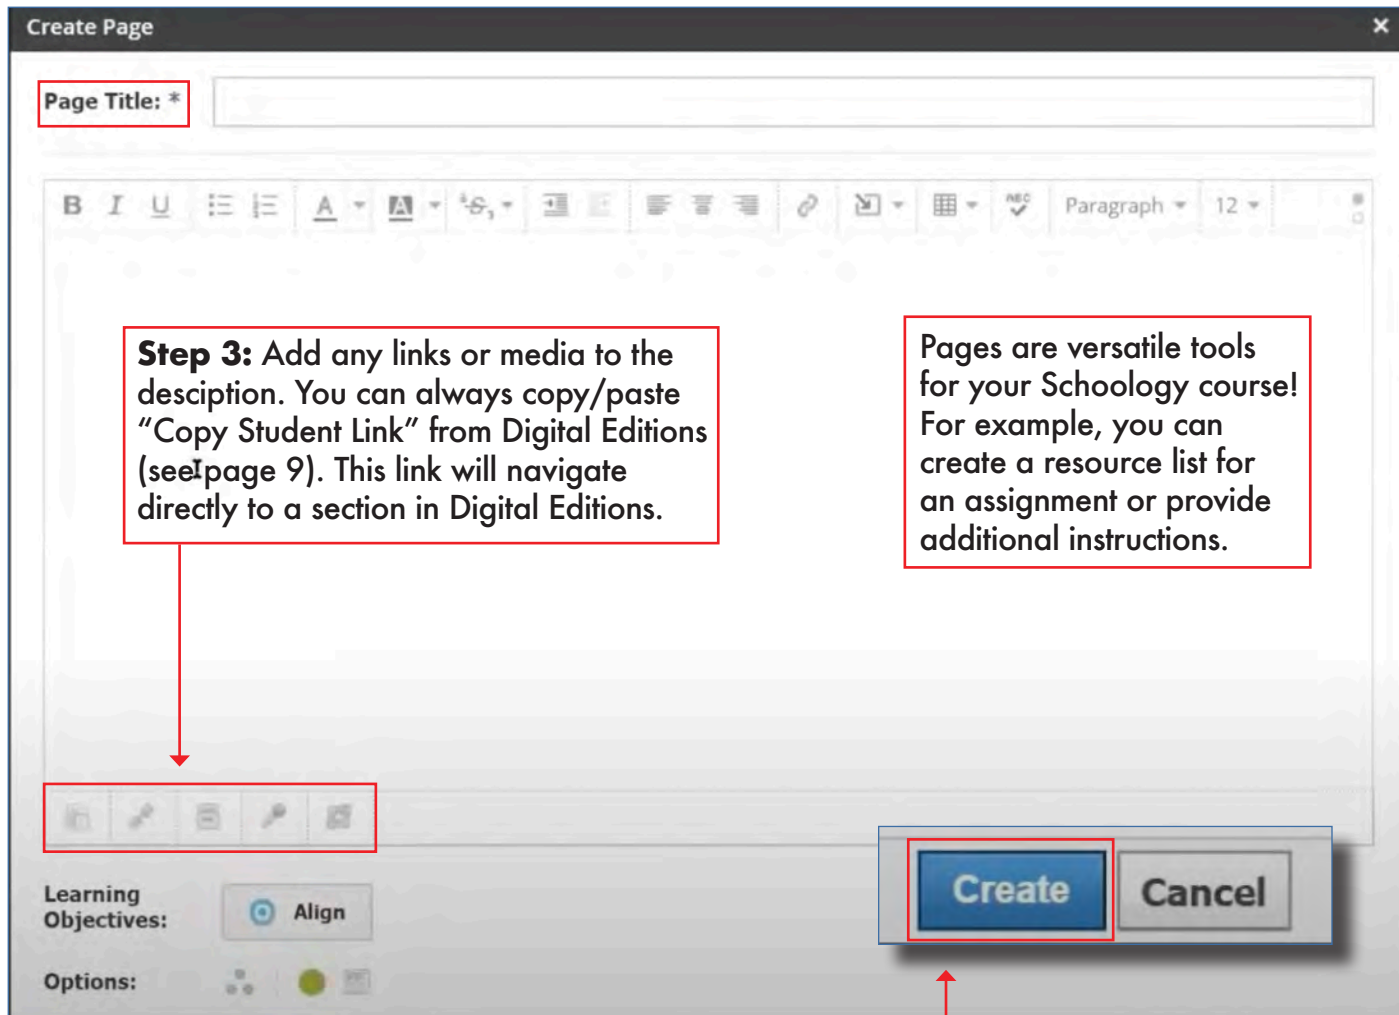 Create Page
Page Title: *
B I U A A S ABC Paragraph 12
Step 3: Add any links or media to the
desciption. You can always copy/paste
“Copy Student Link” from Digital Editions
(see page 9). This link will navigate
directly to a section in Digital Editions.
Pages are versatile tools
for your Schoology course!
For example, you can
create a resource list for
an assignment or provide
additional instructions.
Learning
Objectives:
Align
Create Cancel
Options: